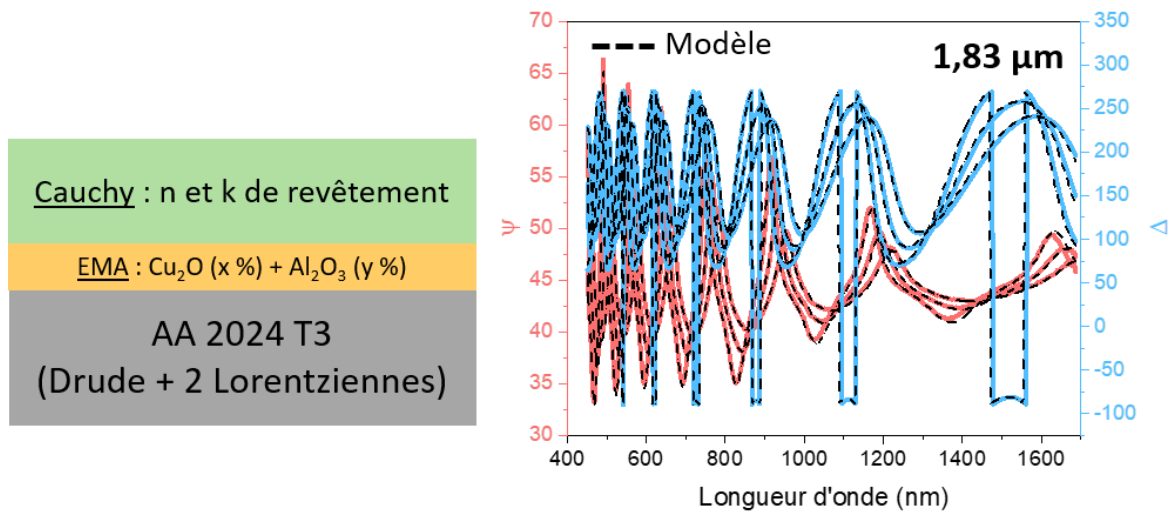 Cauchy : n et k de revêtement
EMA : Cu₂O (x %) + Al₂O₃ (y %)
AA 2024 T3
(Drude + 2 Lorentziennes)
Modèle
1,83 µm
Ψ
70
65
60
55
50
45
40
35
30
350
300
250
200
150
100
50
0
-50
-100
Δ
400 600 800 1000 1200 1400 1600
Longueur d'onde (nm)